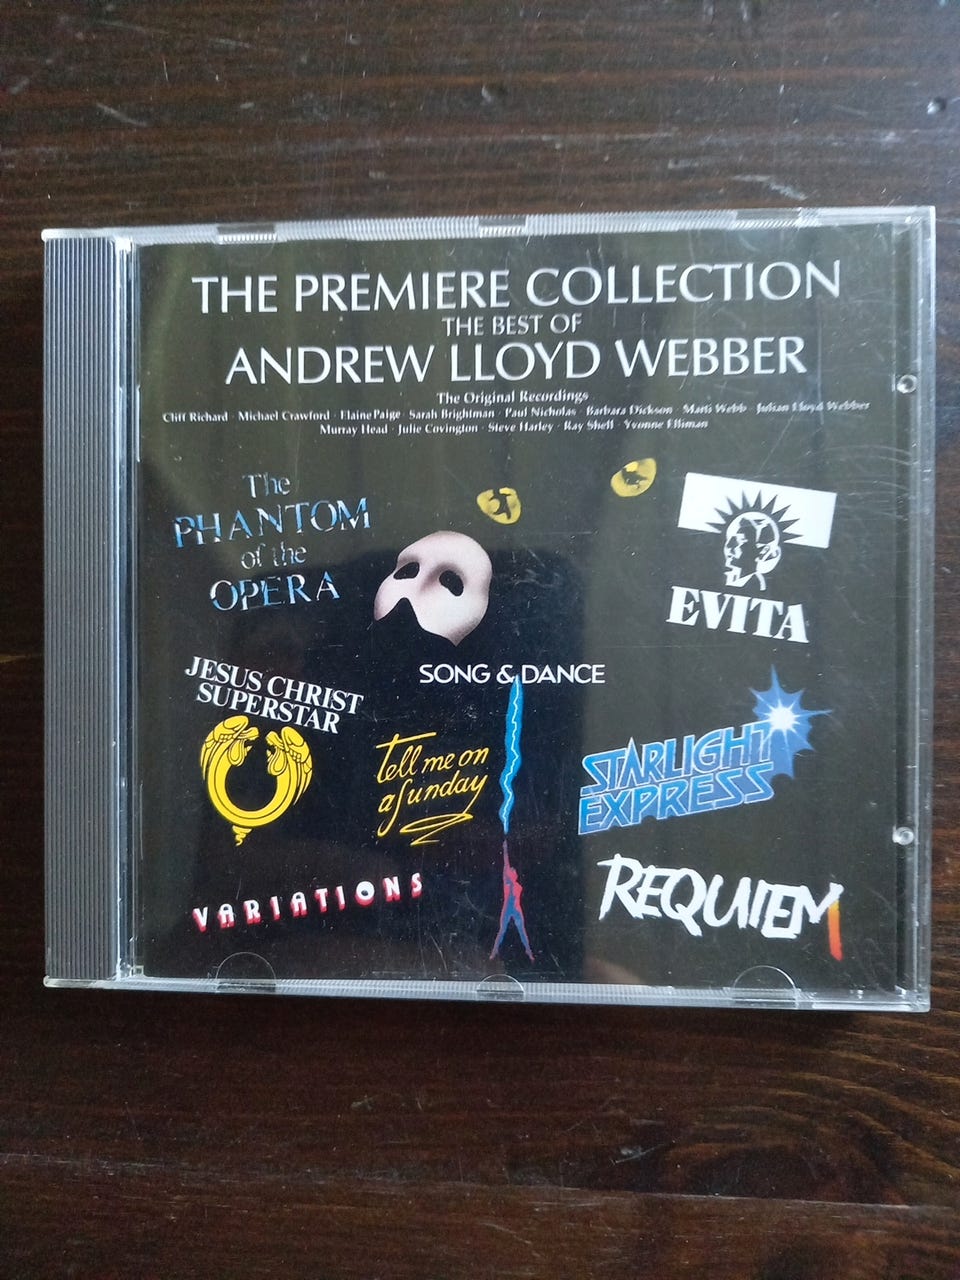 THE PREMIERE COLLECTION
THE BEST OF
ANDREW LLOYD WEBBER
The Original Recordings
Cliff Richard · Michael Crawford · Elaine Paige · Sarah Brightman · Paul Nicholas · Barbara Dickson · Marti Webb · Julian Lloyd Webber
Murray Head · Julie Covington · Steve Harley · Ray Shell · Yvonne Elliman
The
PHANTOM
of the
OPERA
EVITA
JESUS CHRIST
SUPERSTAR
SONG & DANCE
Tell me on
a Sunday
STARLIGHT
EXPRESS
VARIATIONS
REQUIEM